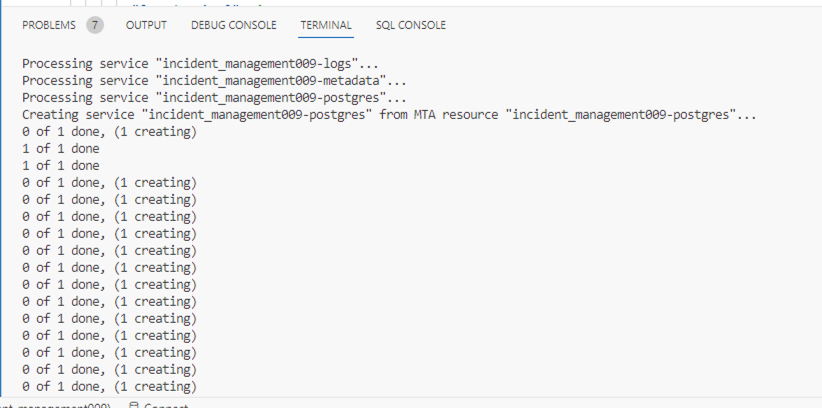 PROBLEMS 7 OUTPUT DEBUG CONSOLE TERMINAL SQL CONSOLE
Processing service "incident_management009-logs"...
Processing service "incident_management009-metadata"...
Processing service "incident_management009-postgres"...
Creating service "incident_management009-postgres" from MTA resource "incident_management009-postgres"...
0 of 1 done, (1 creating)
1 of 1 done
1 of 1 done
0 of 1 done, (1 creating)
0 of 1 done, (1 creating)
0 of 1 done, (1 creating)
0 of 1 done, (1 creating)
0 of 1 done, (1 creating)
0 of 1 done, (1 creating)
0 of 1 done, (1 creating)
0 of 1 done, (1 creating)
0 of 1 done, (1 creating)
0 of 1 done, (1 creating)
0 of 1 done, (1 creating)
0 of 1 done, (1 creating)
0 of 1 done, (1 creating)